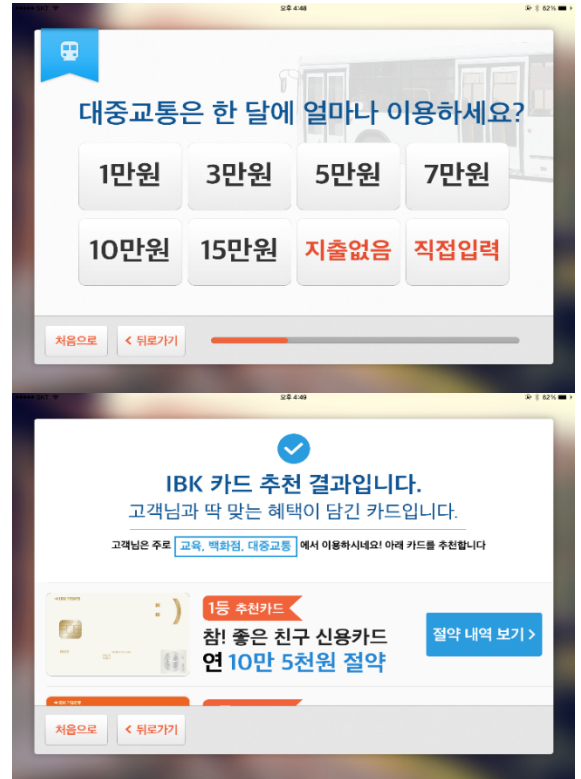 SKT
오후 4:48
62%
대중교통은 한 달에 얼마나 이용하세요?
1만원 3만원 5만원 7만원
10만원 15만원 지출없음 직접입력
처음으로 < 뒤로가기
SKT
오후 4:49
62%
IBK 카드 추천 결과입니다.
고객님과 딱 맞는 혜택이 담긴 카드입니다.
고객님은 주로 교육, 백화점, 대중교통 에서 이용하시네요! 아래 카드를 추천합니다
1등 추천카드
참! 좋은 친구 신용카드
연 10만 5천원 절약
절약 내역 보기 >
처음으로 < 뒤로가기